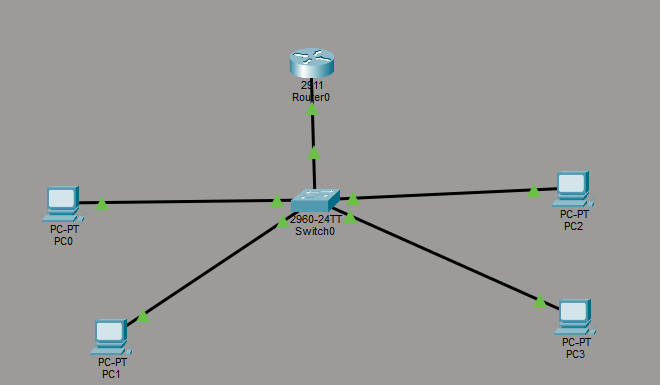 2911
Router0
2960-24TT
Switch0
PC-PT
PC0
PC-PT
PC2
PC-PT
PC1
PC-PT
PC3